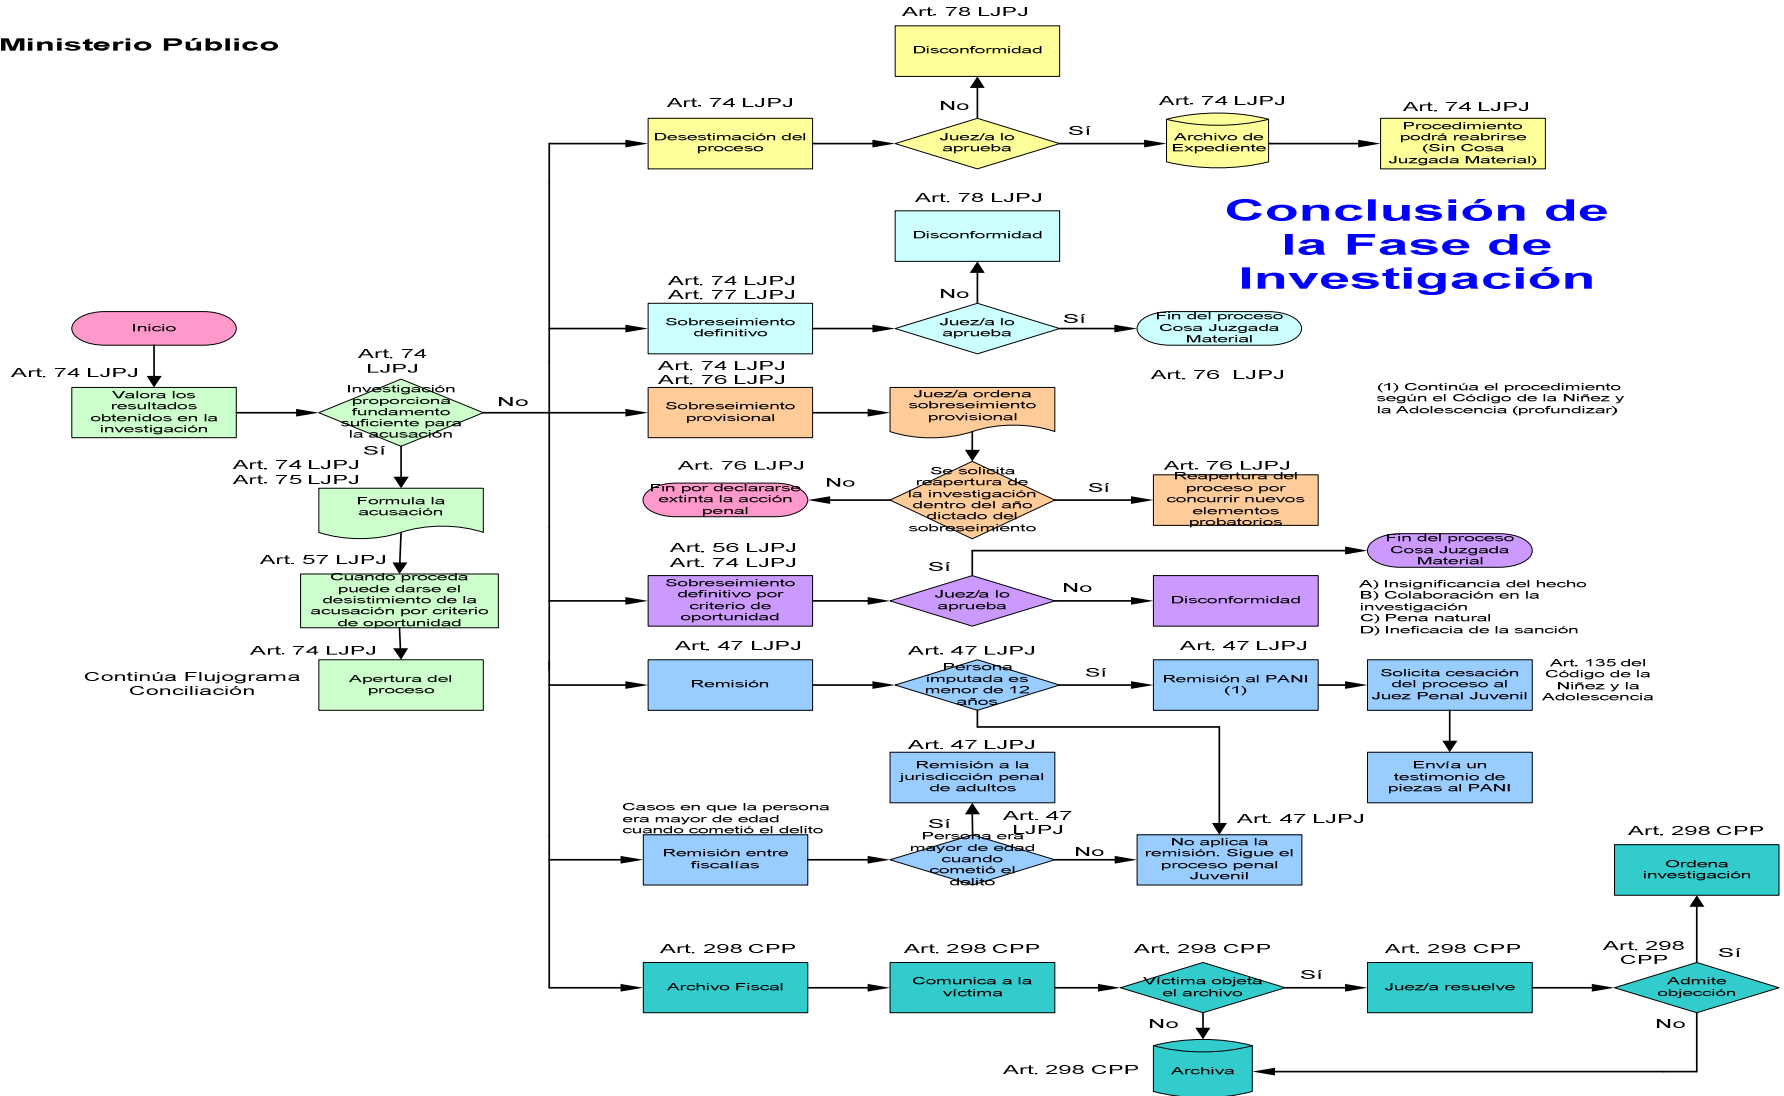 Ministerio Público
Art. 78 LJPJ
Disconformidad
No
Art. 74 LJPJ
Desestimación del
proceso
Juez/a lo
aprueba
Sí
Art. 74 LJPJ
Archivo de
Expediente
Art. 74 LJPJ
Procedimiento
podrá reabrirse
(Sin Cosa
Juzgada Material)
Conclusión de
la Fase de
Investigación
Art. 78 LJPJ
Disconformidad
No
Art. 74 LJPJ
Art. 77 LJPJ
Sobreseimiento
definitivo
Juez/a lo
aprueba
Sí
Fin del proceso
Cosa Juzgada
Material
Inicio
Art. 74 LJPJ
Valora los
resultados
obtenidos en la
investigación
Art. 74
LJPJ
Investigación
proporciona
fundamento
suficiente para
la acusación
No
Sí
Art. 74 LJPJ
Art. 75 LJPJ
Formula la
acusación
Art. 57 LJPJ
Cuando proceda
puede darse el
desistimiento de la
acusación por criterio
de oportunidad
Art. 74 LJPJ
Apertura del
proceso
Continúa Flujograma
Conciliación
Art. 74 LJPJ
Art. 76 LJPJ
Sobreseimiento
provisional
Juez/a ordena
sobreseimiento
provisional
Art. 76 LJPJ
(1) Continúa el procedimiento
según el Código de la Niñez y
la Adolescencia (profundizar)
Art. 76 LJPJ
Fin por declararse
extinta la acción
penal
No
Se solicita
reapertura de
la investigación
dentro del año
dictado del
sobreseimiento
Sí
Art. 76 LJPJ
Reapertura del
proceso por
concurrir nuevos
elementos
probatorios
Art. 56 LJPJ
Art. 74 LJPJ
Sobreseimiento
definitivo por
criterio de
oportunidad
Juez/a lo
aprueba
Sí
Fin del proceso
Cosa Juzgada
Material
No
Disconformidad
A) Insignificancia del hecho
B) Colaboración en la
investigación
C) Pena natural
D) Ineficacia de la sanción
Art. 47 LJPJ
Remisión
Art. 47 LJPJ
Persona
imputada es
menor de 12
años
Sí
Art. 47 LJPJ
Remisión al PANI
(1)
Solicita cesación
del proceso al
Juez Penal Juvenil
Art. 135 del
Código de la
Niñez y la
Adolescencia
Envía un
testimonio de
piezas al PANI
Art. 47 LJPJ
Remisión a la
jurisdicción penal
de adultos
Casos en que la persona
era mayor de edad
cuando cometió el delito
Remisión entre
fiscalías
Sí
Art. 47
LJPJ
Persona era
mayor de edad
cuando
cometió el
delito
No
Art. 47 LJPJ
No aplica la
remisión. Sigue el
proceso penal
Juvenil
Art. 298 CPP
Ordena
investigación
Art. 298 CPP
Archivo Fiscal
Art. 298 CPP
Comunica a la
víctima
Art. 298 CPP
Víctima objeta
el archivo
Sí
Art. 298 CPP
Juez/a resuelve
Art. 298
CPP
Sí
Admite
objección
No
No
Art. 298 CPP
Archiva